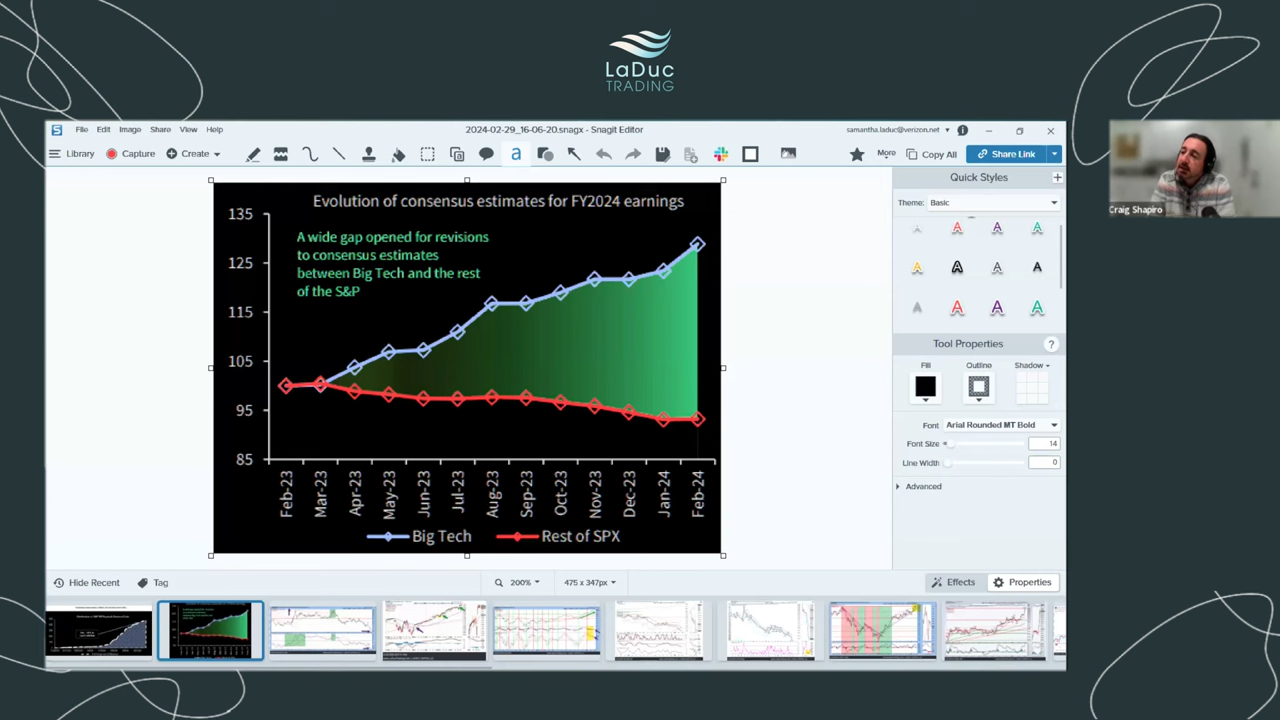 LaDuc
TRADING
File Edit Image Share View Help
2024-02-29_16-06-20.snagx - Snagit Editor
samantha.laduc@verizon.net
Library Capture Create
a
More Copy All Share Link
Quick Styles
Theme: Basic
Craig Shapiro
Evolution of consensus estimates for FY2024 earnings
A wide gap opened for revisions
to consensus estimates
between Big Tech and the rest
of the S&P
135
125
115
105
95
85
Feb-23 Mar-23 Apr-23 May-23 Jun-23 Jul-23 Aug-23 Sep-23 Oct-23 Nov-23 Dec-23 Jan-24 Feb-24
Big Tech Rest of SPX
A A A A
A A A A
A A A A
Tool Properties ?
Fill Outline Shadow
Font Arial Rounded MT Bold
Font Size 14
Line Width 0
Advanced
Hide Recent Tag 200% 475 x 347px Effects Properties